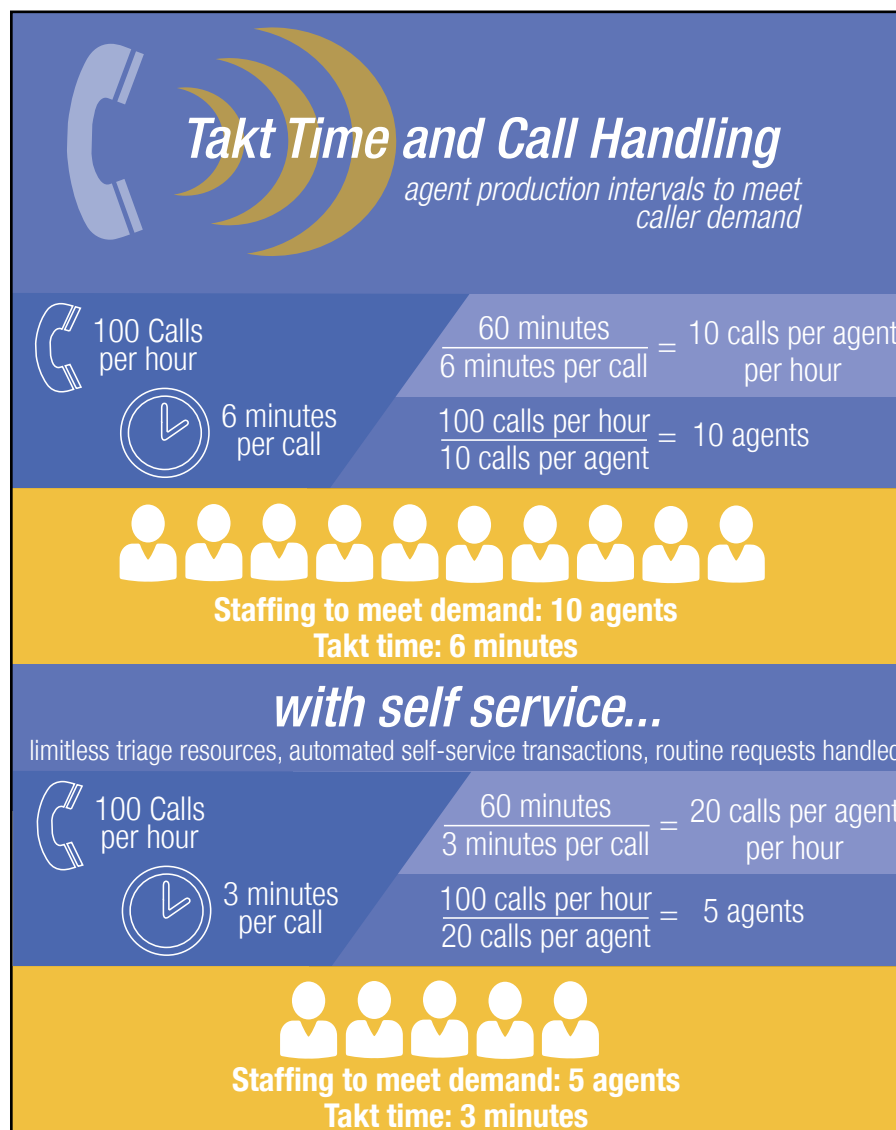 Takt Time and Call Handling
agent production intervals to meet
caller demand
100 Calls
per hour
6 minutes
per call
60 minutes
6 minutes per call
= 10 calls per agent
per hour
100 calls per hour
10 calls per agent
= 10 agents
Staffing to meet demand: 10 agents
Takt time: 6 minutes
with self service...
limitless triage resources, automated self-service transactions, routine requests handled
100 Calls
per hour
3 minutes
per call
60 minutes
3 minutes per call
= 20 calls per agent
per hour
100 calls per hour
20 calls per agent
= 5 agents
Staffing to meet demand: 5 agents
Takt time: 3 minutes